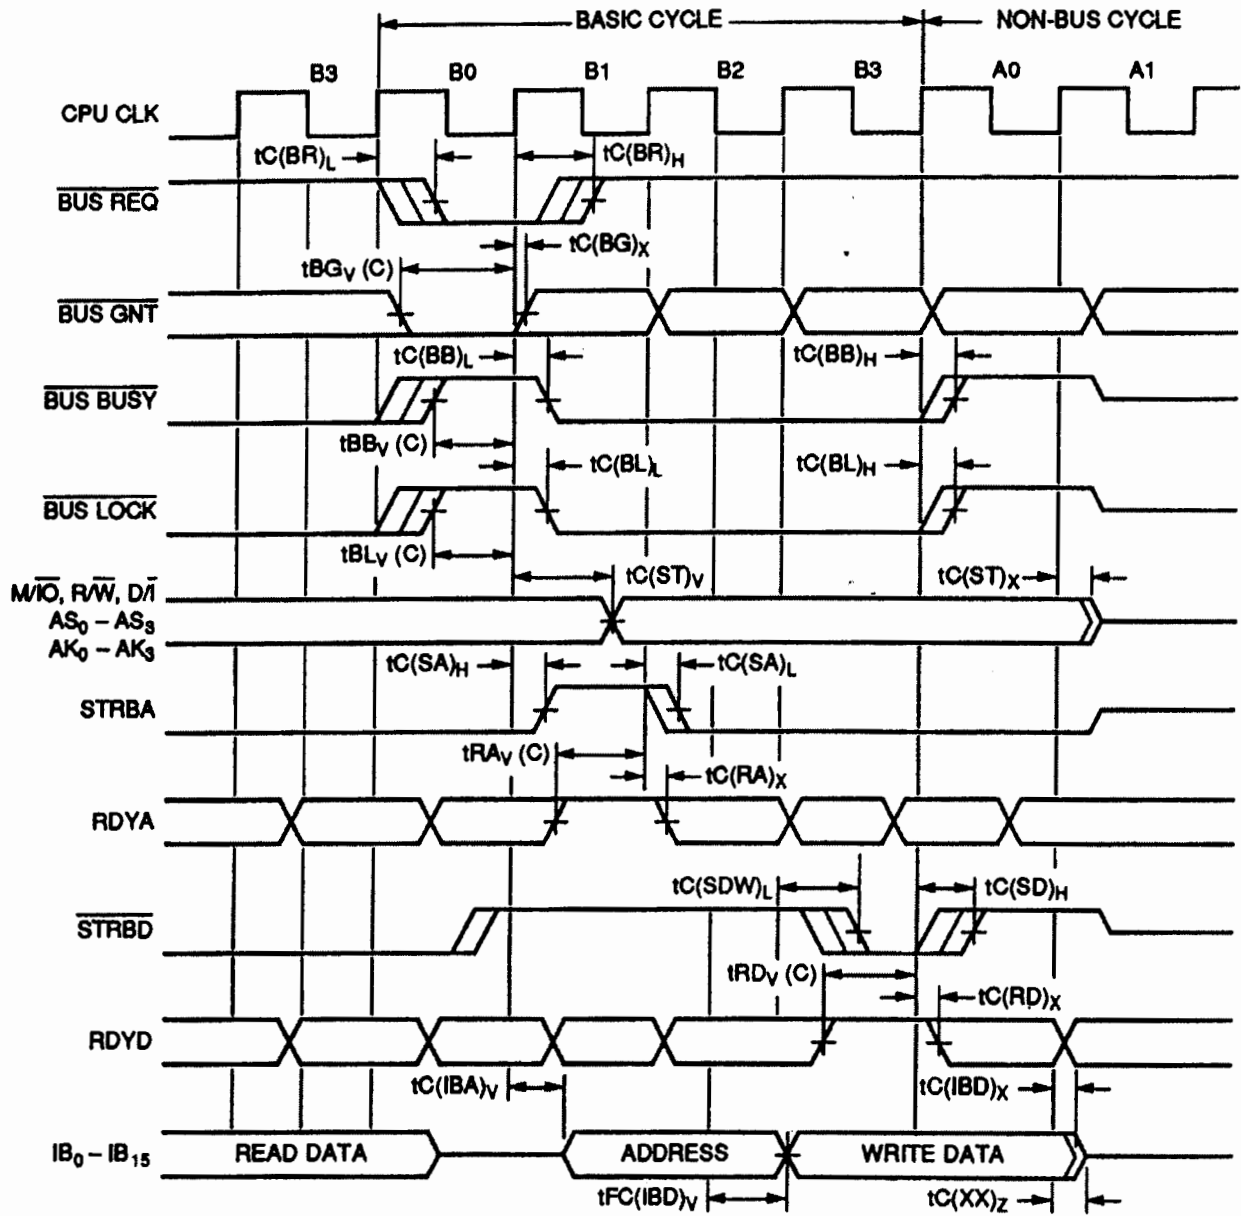 BASIC CYCLE NON-BUS CYCLE
B3 B0 B1 B2 B3 A0 A1
CPU CLK
tC(BR)L tC(BR)H
BUS REQ
tC(BG)X
tBGV (C)
BUS GNT
tC(BB)L tC(BB)H
BUS BUSY
tBBV (C)
tC(BL)L tC(BL)H
BUS LOCK
tBLV (C)
tC(ST)V tC(ST)X
M/IO, R/W, D/I
AS0 – AS3
AK0 – AK3
tC(SA)H tC(SA)L
STRBA
tRAV (C)
tC(RA)X
RDYA
tC(SDW)L tC(SD)H
STRBD
tRDV (C)
tC(RD)X
RDYD
tC(IBA)V tC(IBD)X
IB0 – IB15 READ DATA ADDRESS WRITE DATA
tFC(IBD)V tC(XX)Z